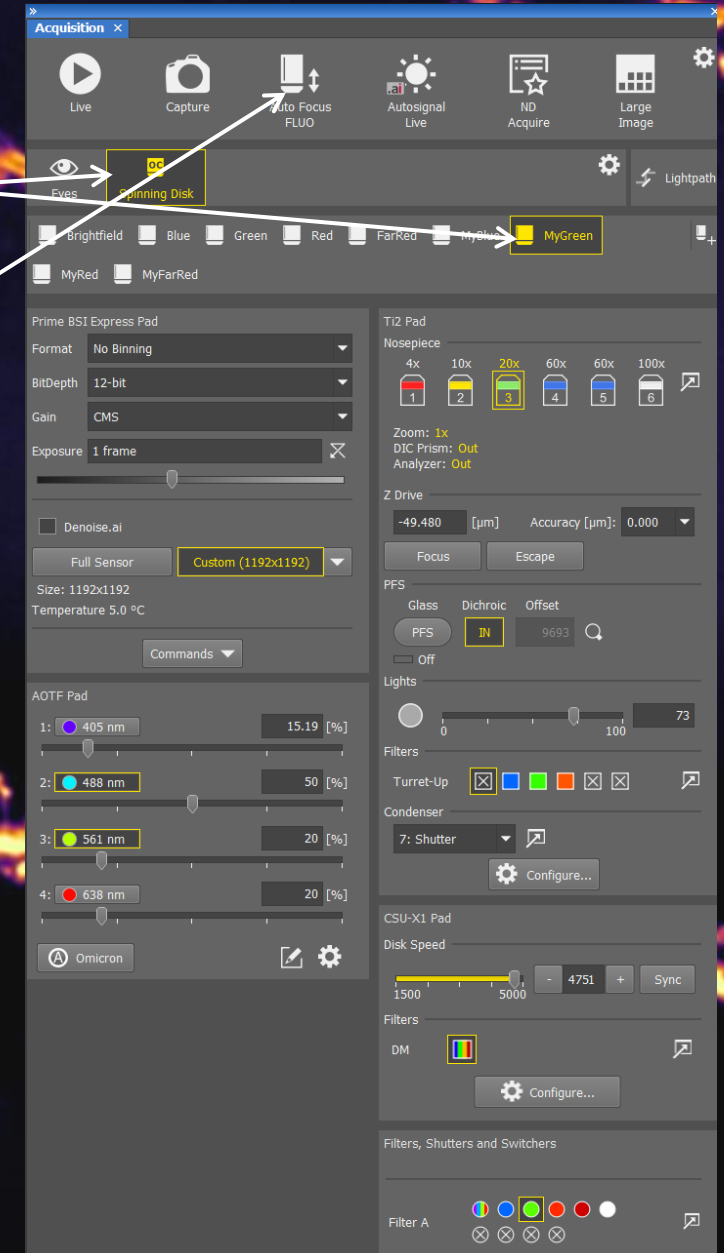 »
Acquisition ×
Live Capture Auto Focus FLUO .ai Autosignal Live ND Acquire Large Image
Eyes OC Spinning Disk Lightpath
Brightfield Blue Green Red FarRed MyBlue MyGreen
MyRed MyFarRed
Prime BSI Express Pad
Format No Binning
BitDepth 12-bit
Gain CMS
Exposure 1 frame
Denoise.ai
Full Sensor Custom (1192x1192)
Size: 1192x1192
Temperature 5.0 °C
Commands
AOTF Pad
1: 405 nm 15.19 [%]
2: 488 nm 50 [%]
3: 561 nm 20 [%]
4: 638 nm 20 [%]
A Omicron
Ti2 Pad
Nosepiece
4x 10x 20x 60x 60x 100x
1 2 3 4 5 6
Zoom: 1x
DIC Prism: Out
Analyzer: Out
Z Drive
-49.480 [µm] Accuracy [µm]: 0.000
Focus Escape
PFS
Glass Dichroic Offset
PFS IN 9693
Off
Lights
0 100 73
Filters
Turret-Up
Condenser
7: Shutter
Configure...
CSU-X1 Pad
Disk Speed
1500 5000 - 4751 + Sync
Filters
DM
Configure...
Filters, Shutters and Switchers
Filter A